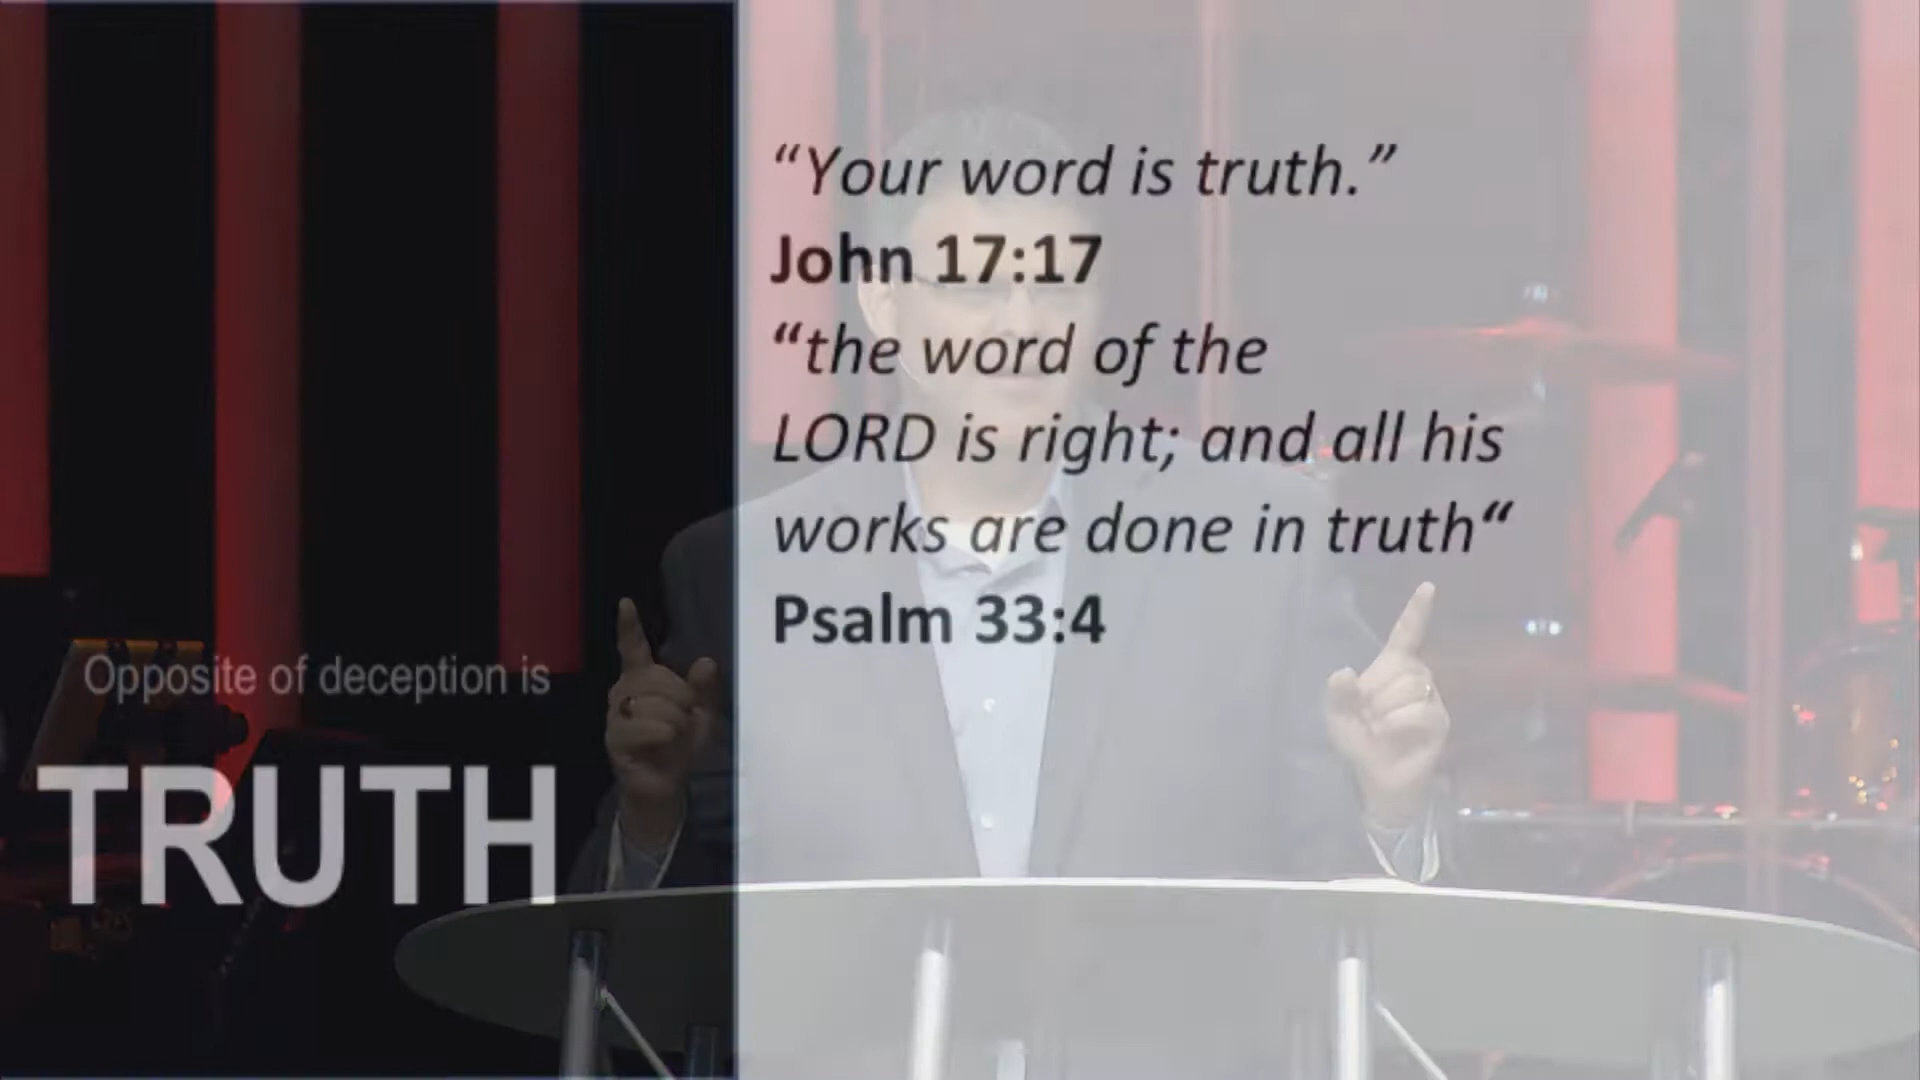 Opposite of deception is
TRUTH
“Your word is truth.”
John 17:17
“the word of the
LORD is right; and all his
works are done in truth“
Psalm 33:4